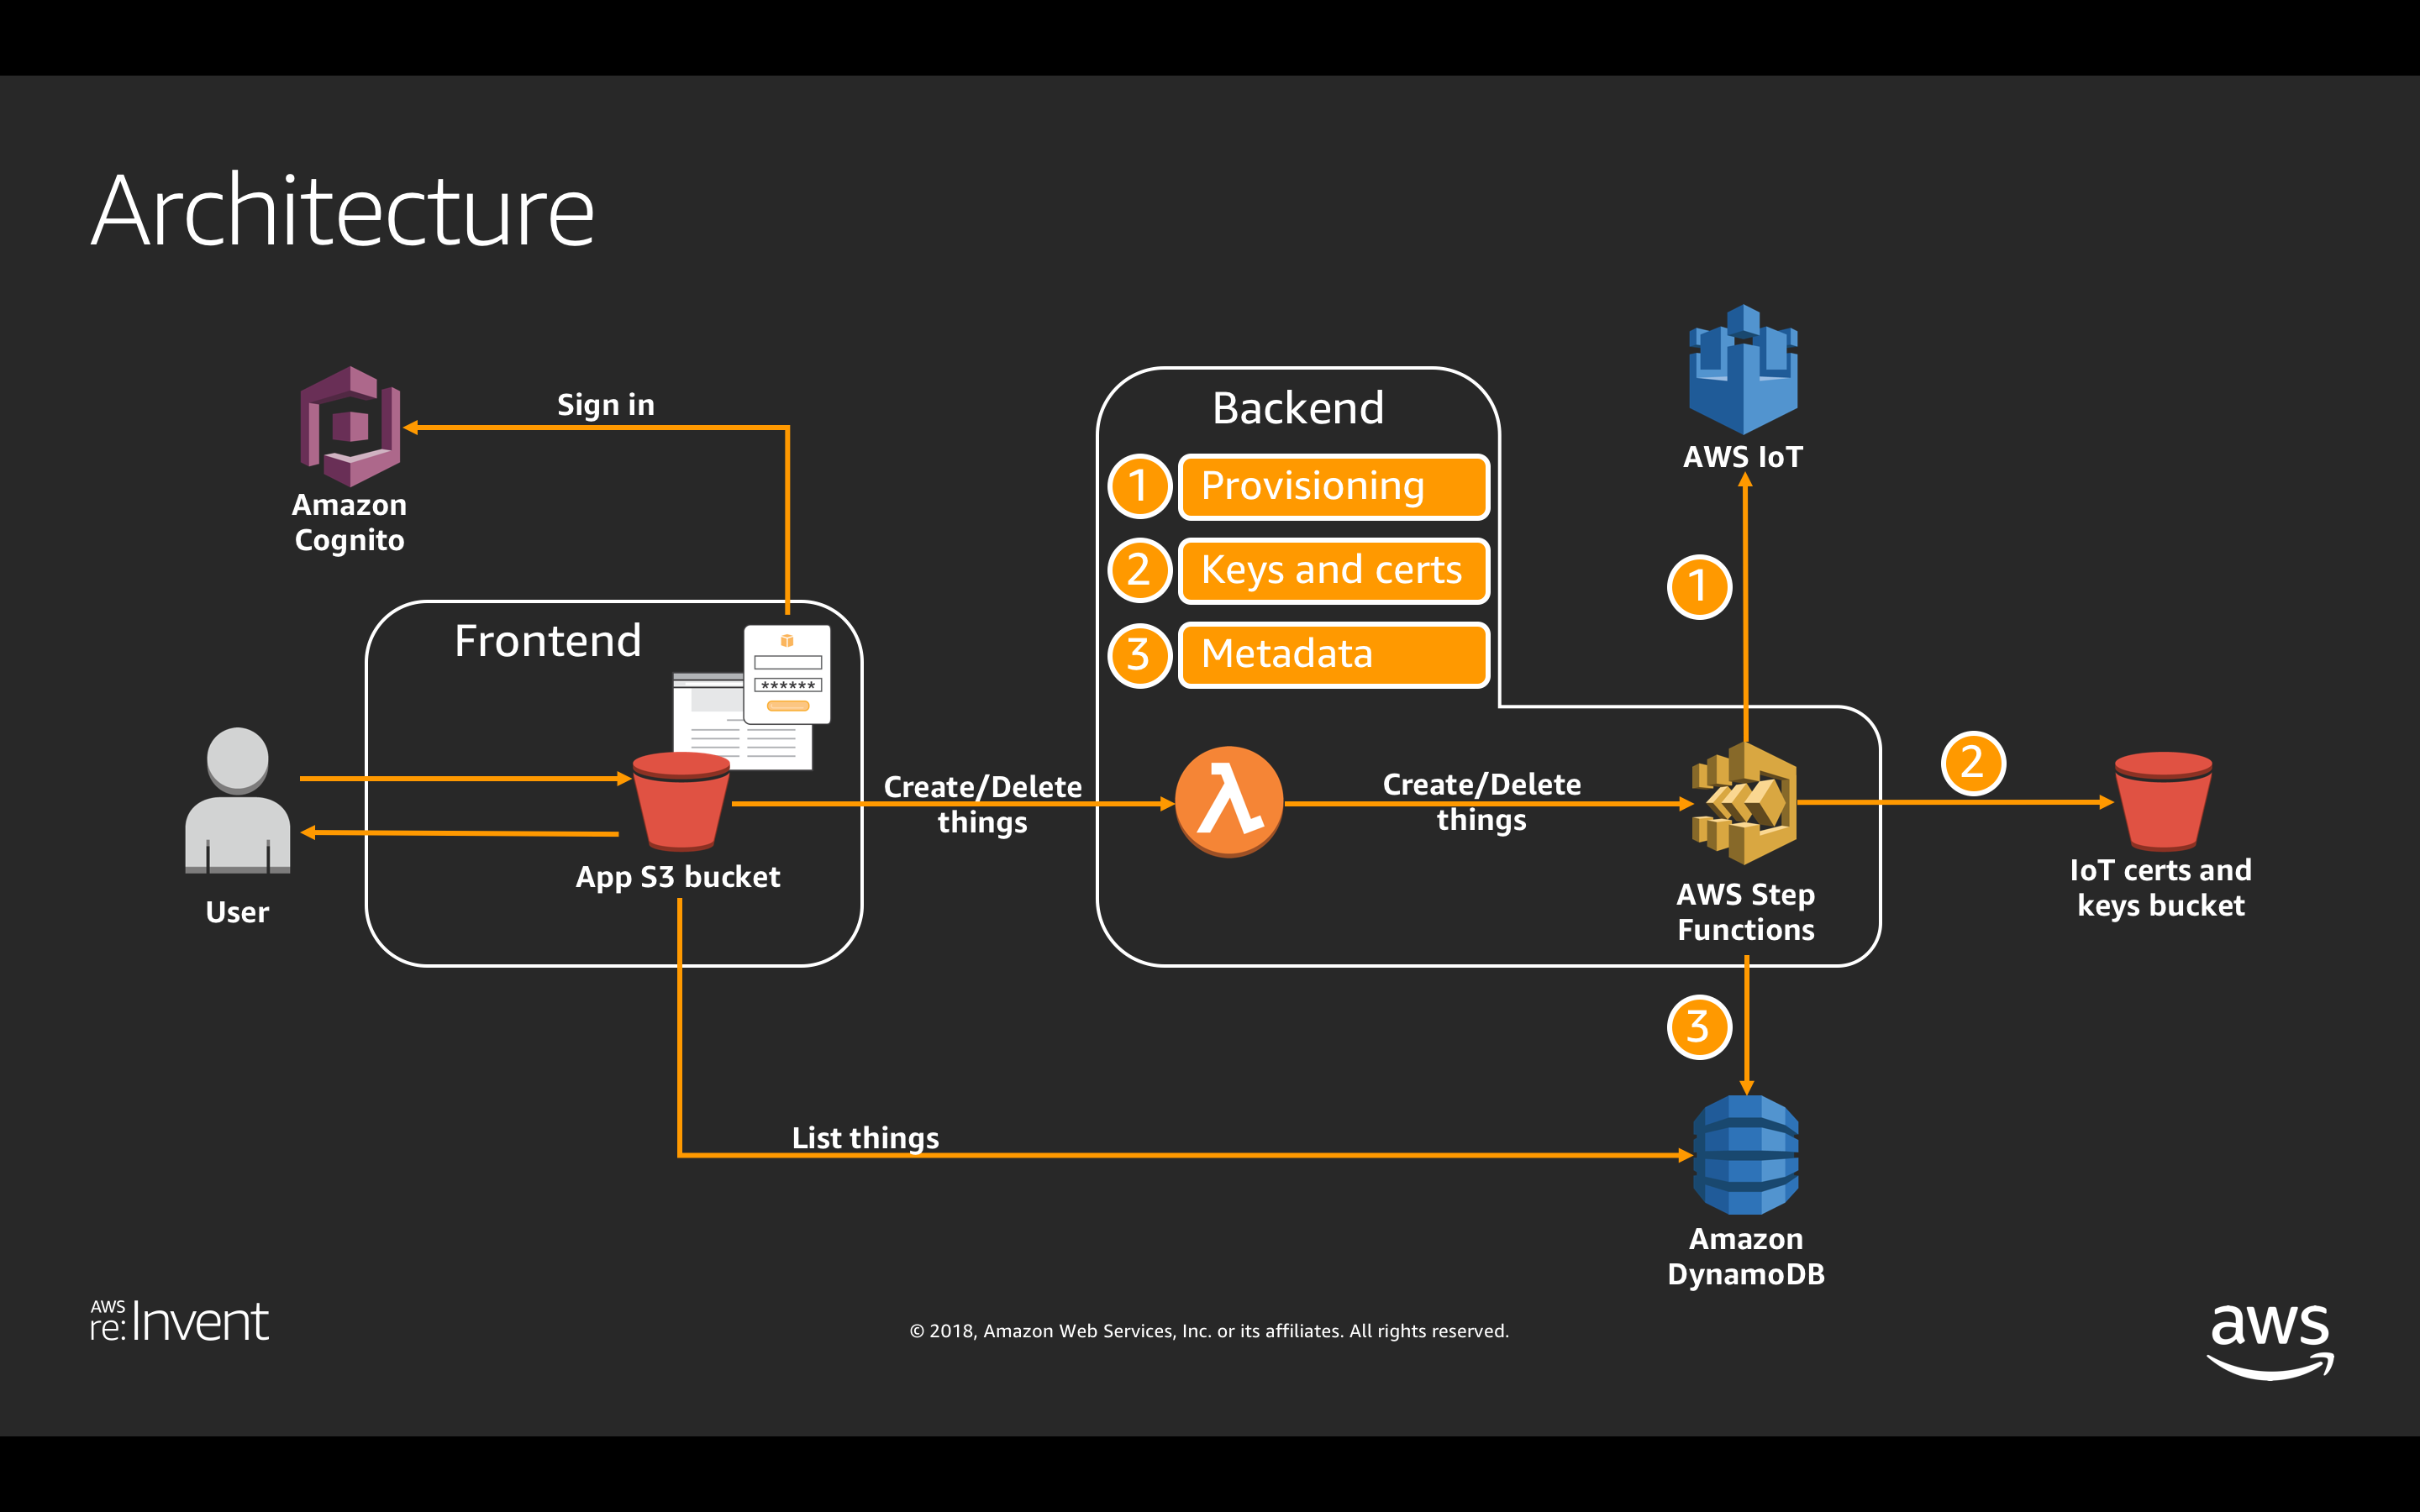 Architecture
Sign in
Amazon
Cognito
Frontend
******
User
App S3 bucket
Create/Delete
things
Backend
1 Provisioning
2 Keys and certs
3 Metadata
Create/Delete
things
AWS IoT
1
AWS Step
Functions
2
IoT certs and
keys bucket
3
List things
Amazon
DynamoDB
AWS
re:Invent
© 2018, Amazon Web Services, Inc. or its affiliates. All rights reserved.
aws